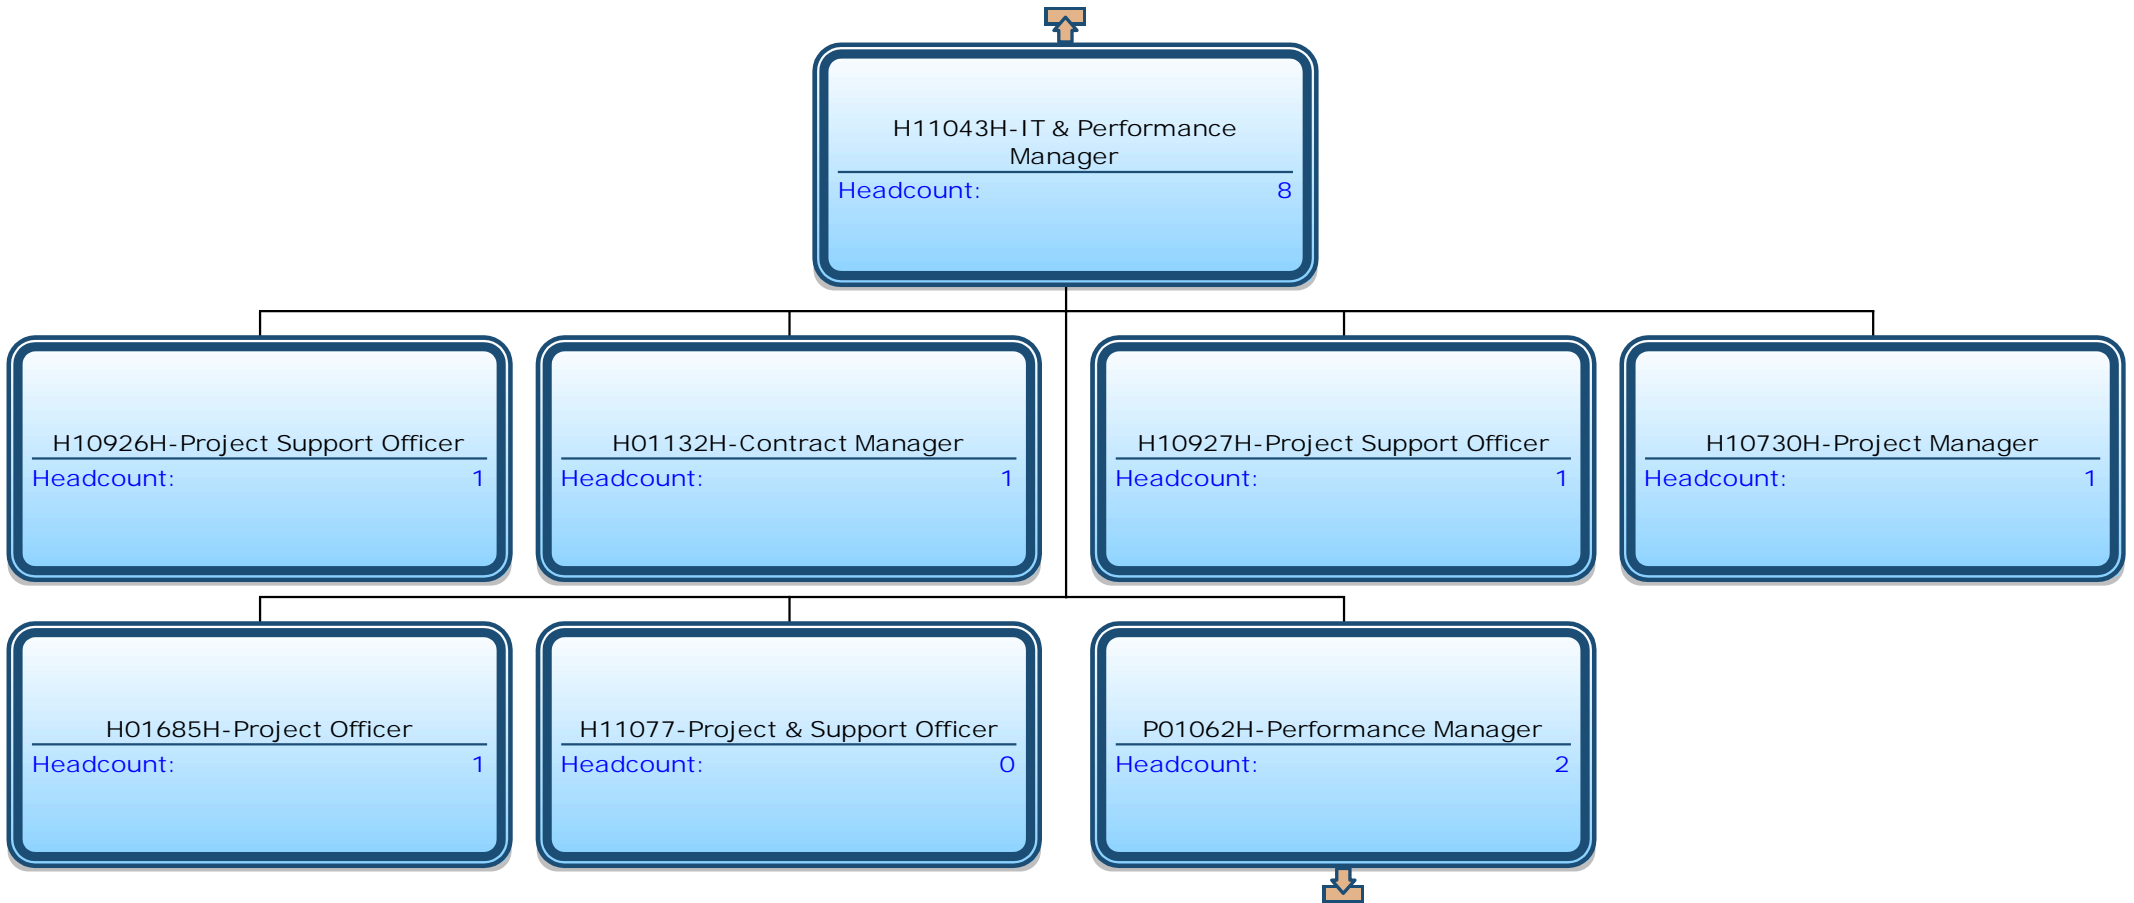 H11043H-IT & Performance
Manager
Headcount: 8
H10926H-Project Support Officer
Headcount: 1
H01132H-Contract Manager
Headcount: 1
H10927H-Project Support Officer
Headcount: 1
H10730H-Project Manager
Headcount: 1
H01685H-Project Officer
Headcount: 1
H11077-Project & Support Officer
Headcount: 0
P01062H-Performance Manager
Headcount: 2